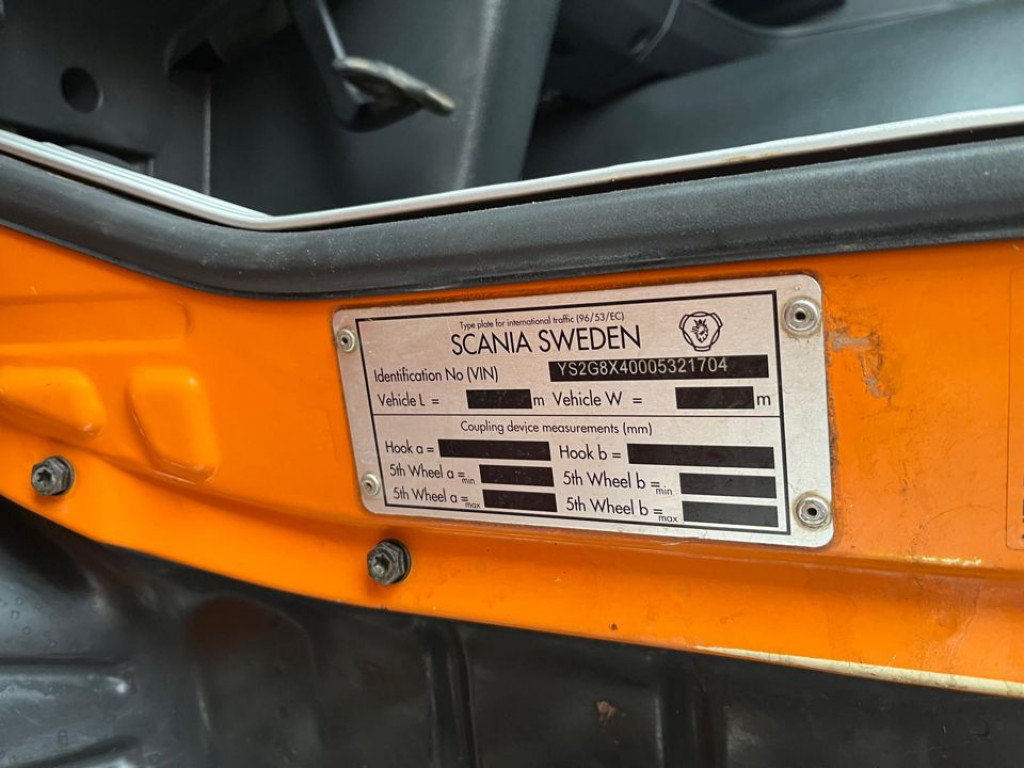 Type plate for international traffic (96/53/EC)
SCANIA SWEDEN
Identification No (VIN) YS2G8X40005321704
Vehicle L = m Vehicle W = m
Coupling device measurements (mm)
Hook a = Hook b =
5th Wheel a =min 5th Wheel b =min
5th Wheel a =max 5th Wheel b =max